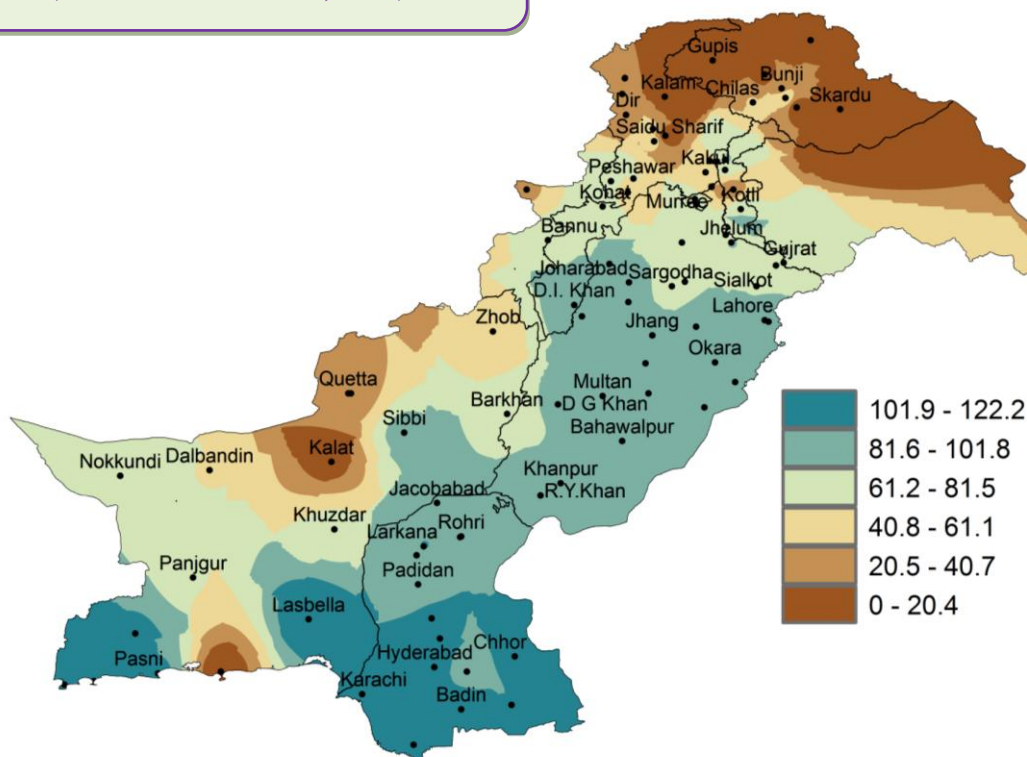 Gupis
Bunji
Kalam
Chilas
Skardu
Dir
Saidu Sharif
Kakul
Peshawar
Kohat
Murree
Kotli
Bannu
Jhelum
Gujrat
Joharabad
Sargodha
Sialkot
D.I. Khan
Lahore
Zhob
Jhang
Okara
Quetta
Multan
Barkhan
D G Khan
Sibbi
Bahawalpur
Kalat
Dalbandin
Nokkundi
Khanpur
R.Y.Khan
Jacobabad
Khuzdar
Larkana
Rohri
Panjgur
Padidan
Lasbella
Pasni
Hyderabad
Chhor
Karachi
Badin
101.9 - 122.2
81.6 - 101.8
61.2 - 81.5
40.8 - 61.1
20.5 - 40.7
0 - 20.4